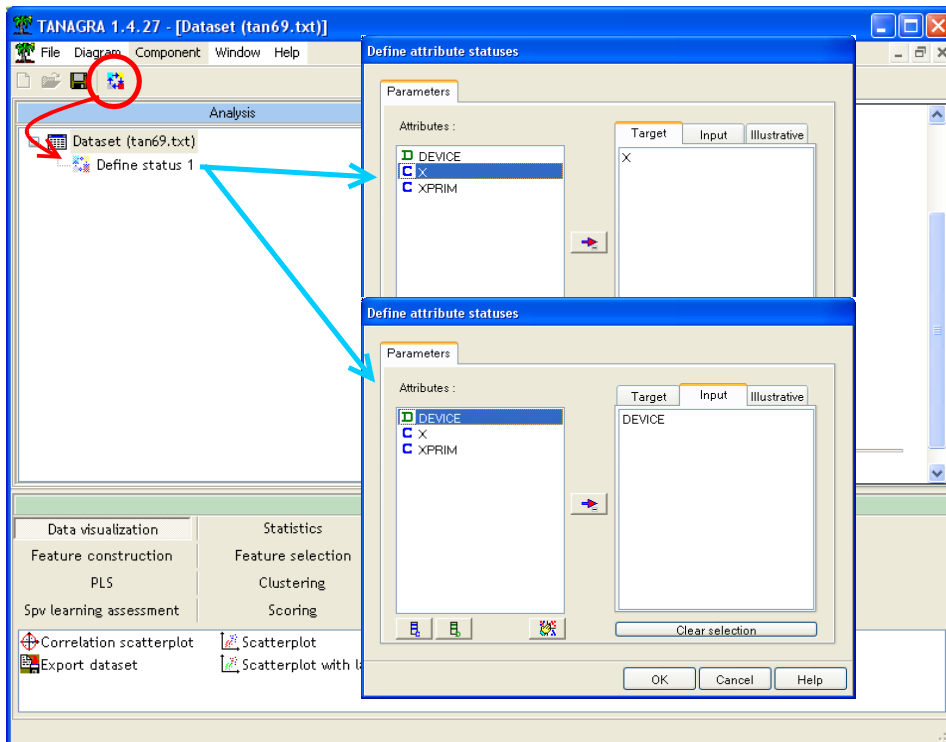 TANAGRA 1.4.27 - [Dataset (tan69.txt)]
File Diagram Component Window Help
Analysis
Dataset (tan69.txt)
Define status 1
Define attribute statuses
Parameters
Attributes :
D DEVICE
C X
C XPRIM
Target Input Illustrative
X
Define attribute statuses
Parameters
Attributes :
D DEVICE
C X
C XPRIM
Target Input Illustrative
DEVICE
Clear selection
OK Cancel Help
Data visualization Statistics
Feature construction Feature selection
PLS Clustering
Spv learning assessment Scoring
Correlation scatterplot Scatterplot
Export dataset Scatterplot with